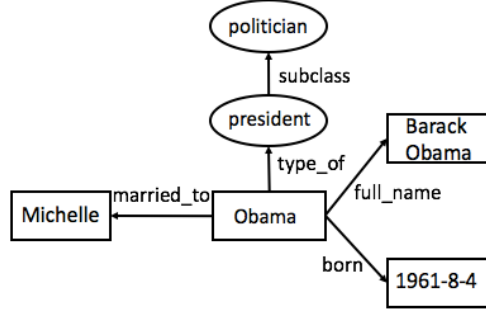 politician
subclass
president
type_of
Barack
Obama
married_to
full_name
Michelle
Obama
born
1961-8-4